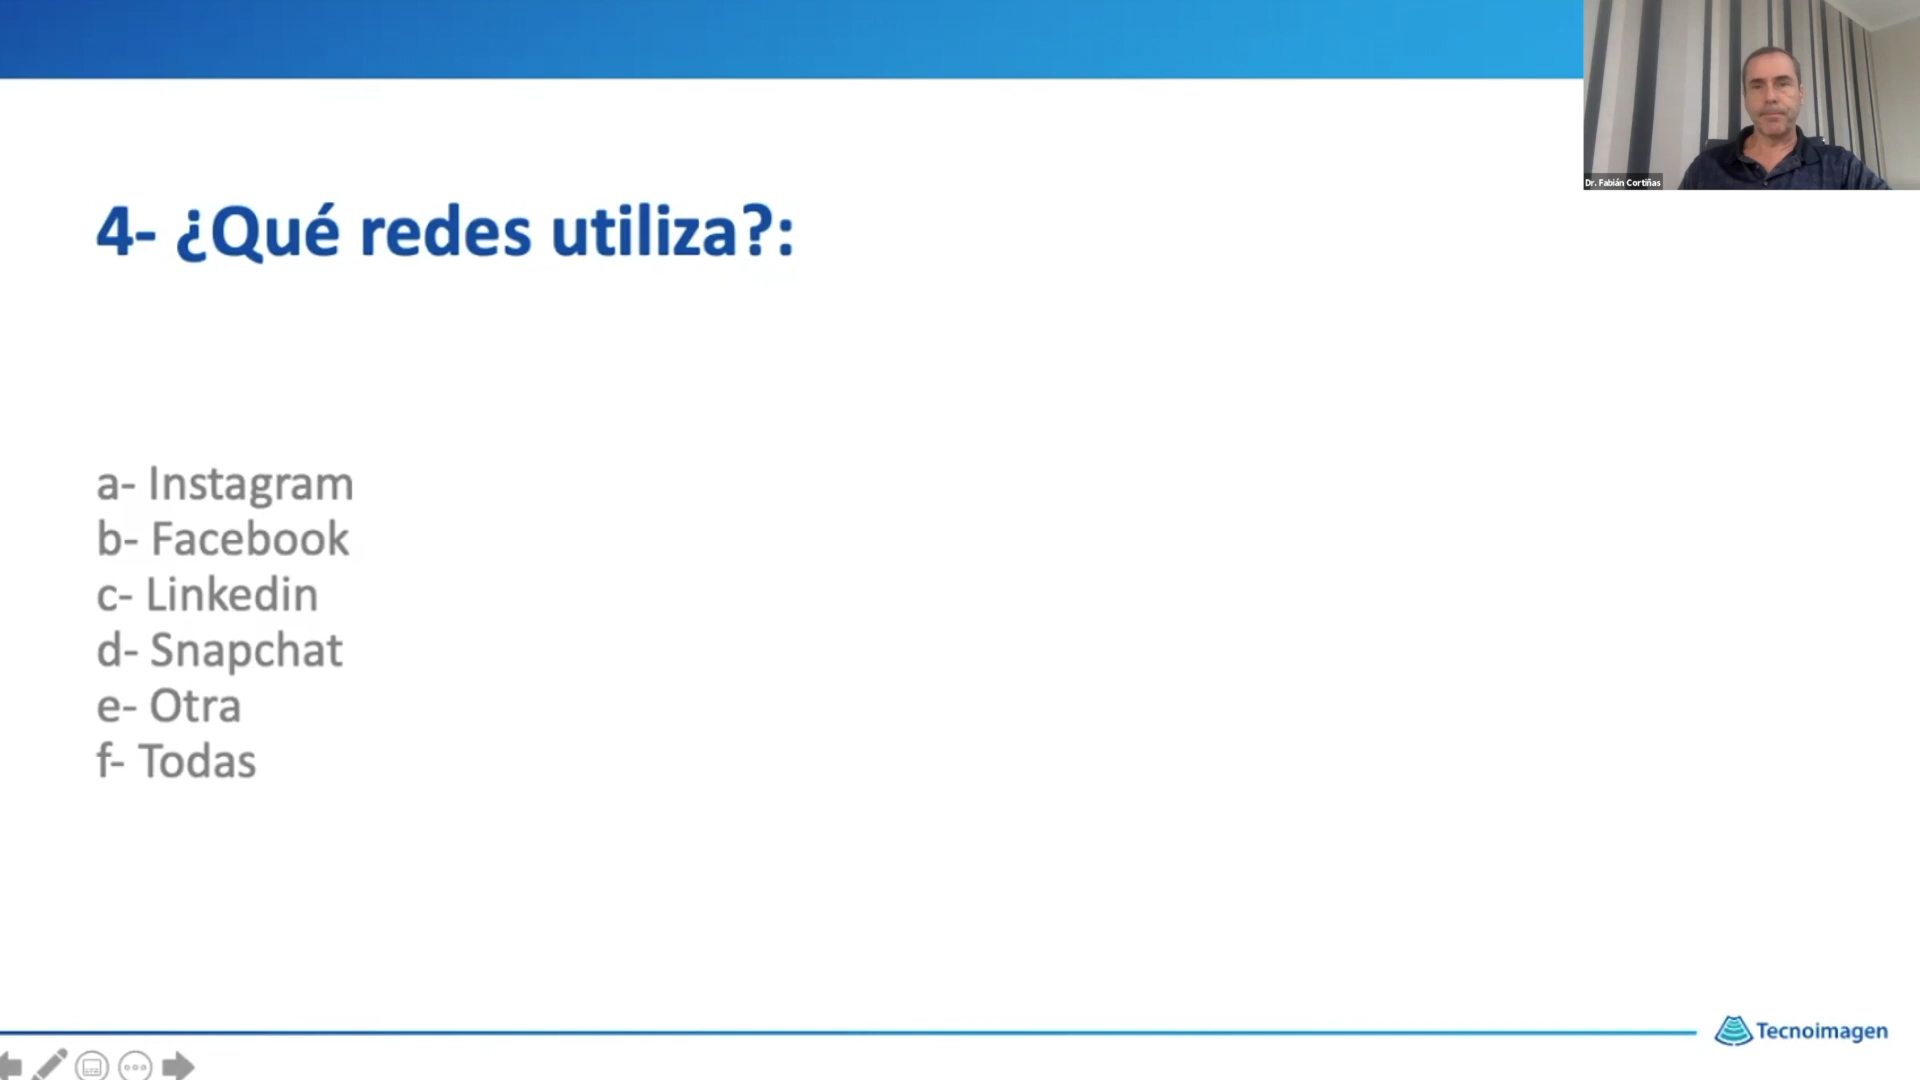 Dr. Fabián Cortiñas
4- ¿Qué redes utiliza?:
a- Instagram
b- Facebook
c- Linkedin
d- Snapchat
e- Otra
f- Todas
Tecnoimagen